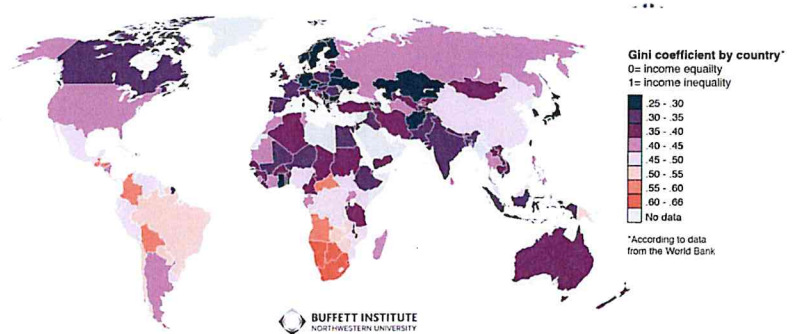 Gini coefficient by country*
0= income equality
1= income inequality
.25 - .30
.30 - .35
.35 - .40
.40 - .45
.45 - .50
.50 - .55
.55 - .60
.60 - .66
No data
*According to data
from the World Bank
BUFFETT INSTITUTE
NORTHWESTERN UNIVERSITY